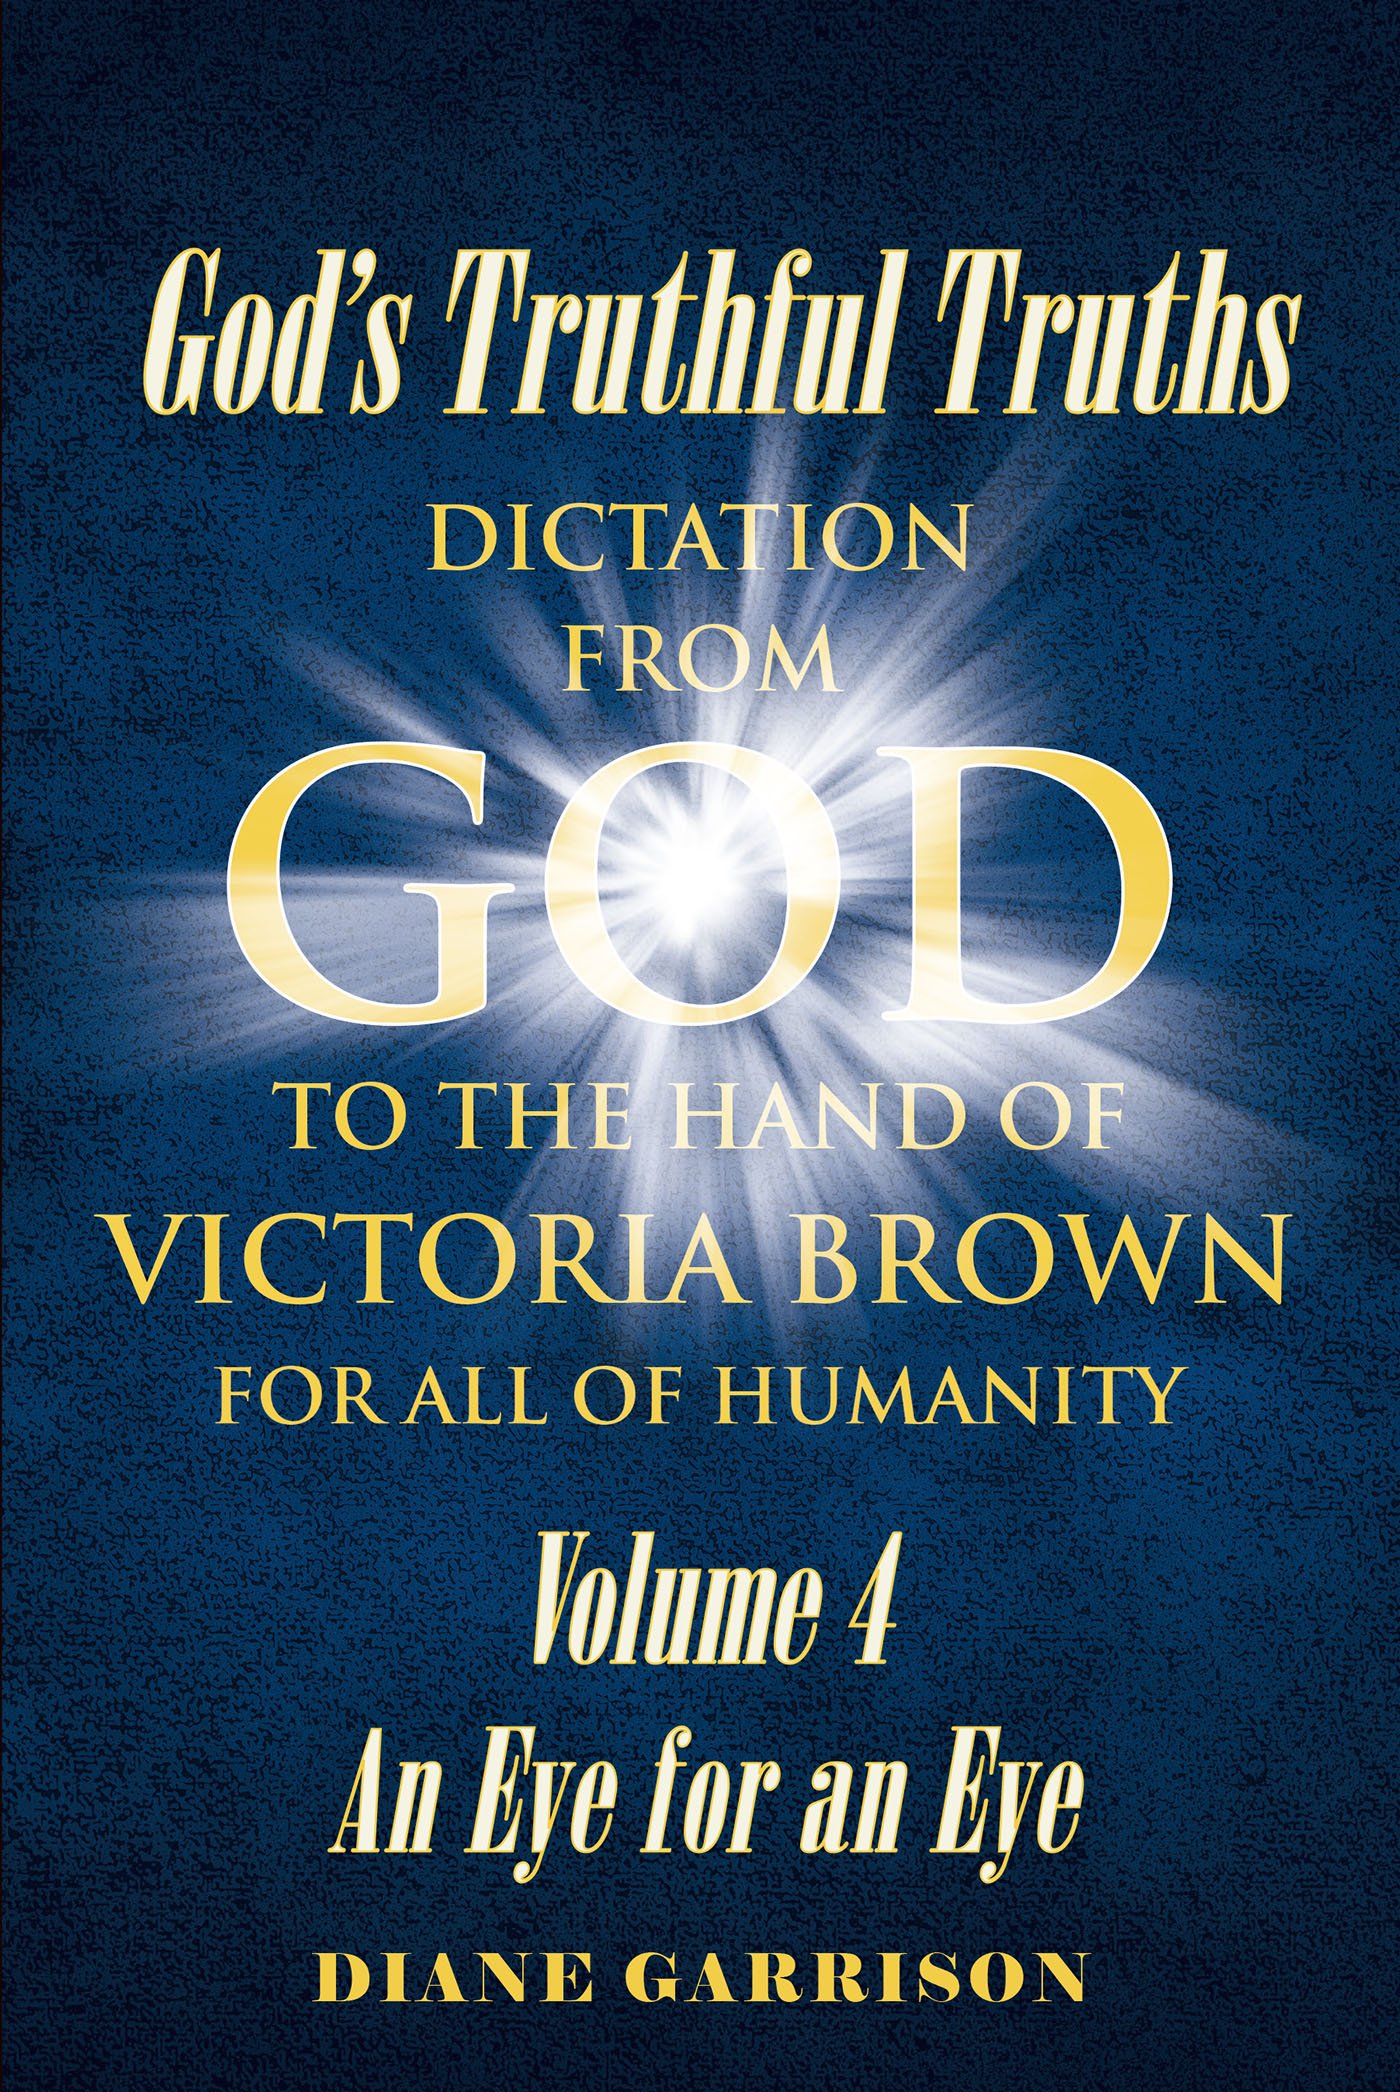 God's Truthful Truths
DICTATION
FROM
GOD
TO THE HAND OF
VICTORIA BROWN
FOR ALL OF HUMANITY
Volume 4
An Eye for an Eye
DIANE GARRISON